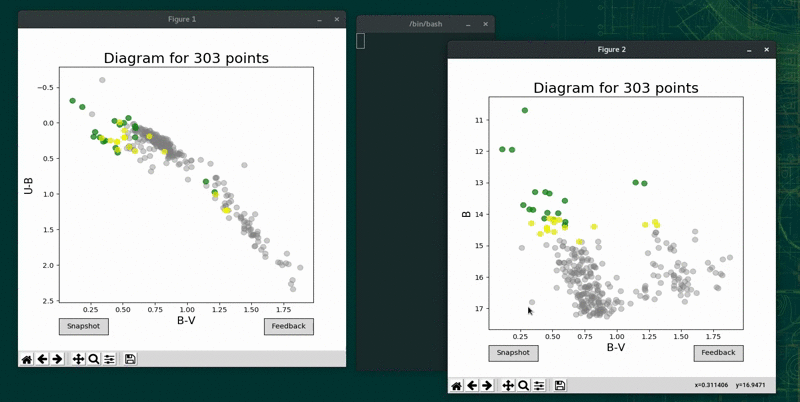 Figure 1
Diagram for 303 points
−0.5
0.0
0.5
1.0
1.5
2.0
2.5
U-B
0.25 0.50 0.75 1.00 1.25 1.50 1.75
B-V
Snapshot
Feedback
/bin/bash
Figure 2
Diagram for 303 points
11
12
13
14
15
16
17
B
0.25 0.50 0.75 1.00 1.25 1.50 1.75
B-V
Snapshot
Feedback
x=0.311406 y=16.9471